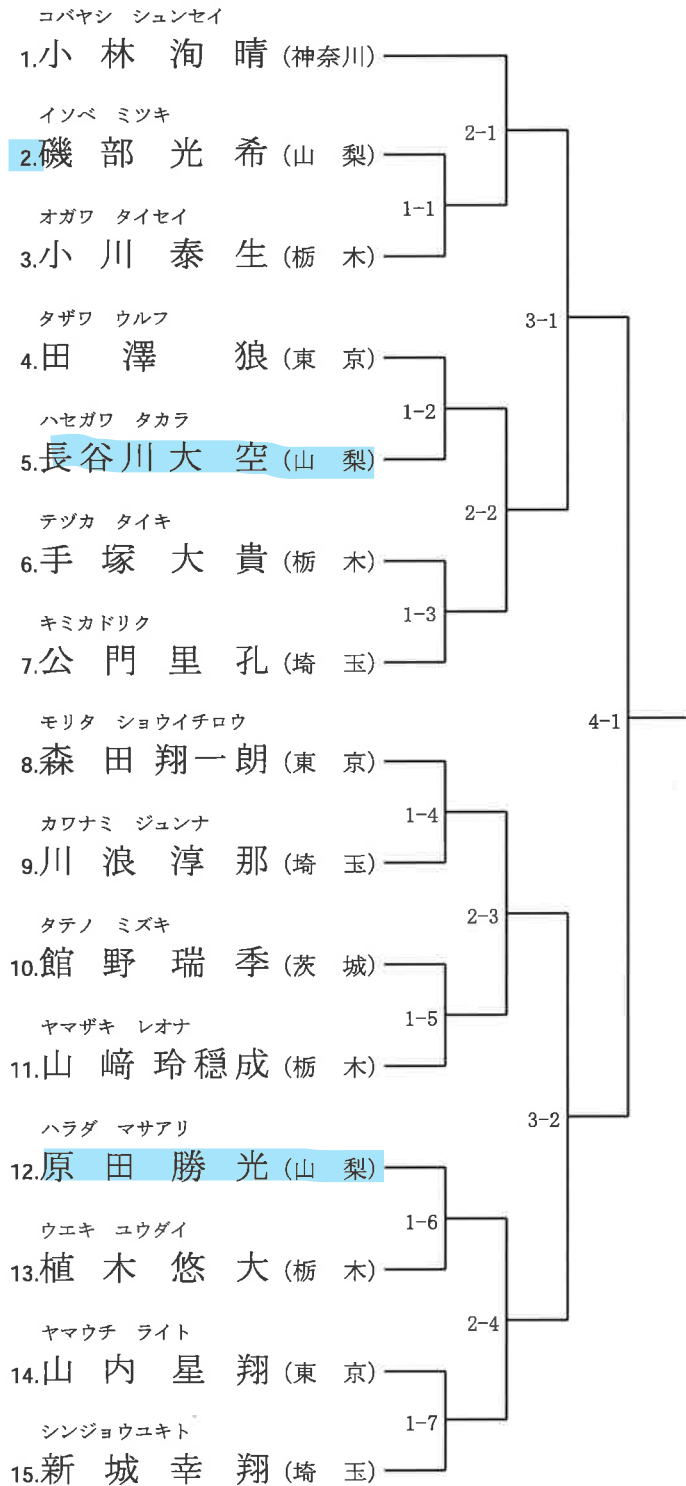 コバヤシ シュンセイ
1.小林洵晴(神奈川)
2-1
イソベ ミツキ
2.磯部光希(山梨)
1-1
オガワ タイセイ
3.小川泰生(栃木)
3-1
タザワ ウルフ
4.田澤狼(東京)
1-2
ハセガワ タカラ
5.長谷川大空(山梨)
2-2
テヅカ タイキ
6.手塚大貴(栃木)
1-3
キミカドリク
7.公門里孔(埼玉)
4-1
モリタ ショウイチロウ
8.森田翔一朗(東京)
1-4
カワナミ ジュンナ
9.川浪淳那(埼玉)
2-3
タテノ ミズキ
10.館野瑞季(茨城)
1-5
ヤマザキ レオナ
11.山﨑玲穏成(栃木)
3-2
ハラダ マサアリ
12.原田勝光(山梨)
1-6
ウエキ ユウダイ
13.植木悠大(栃木)
2-4
ヤマウチ ライト
14.山内星翔(東京)
1-7
シンジョウユキト
15.新城幸翔(埼玉)